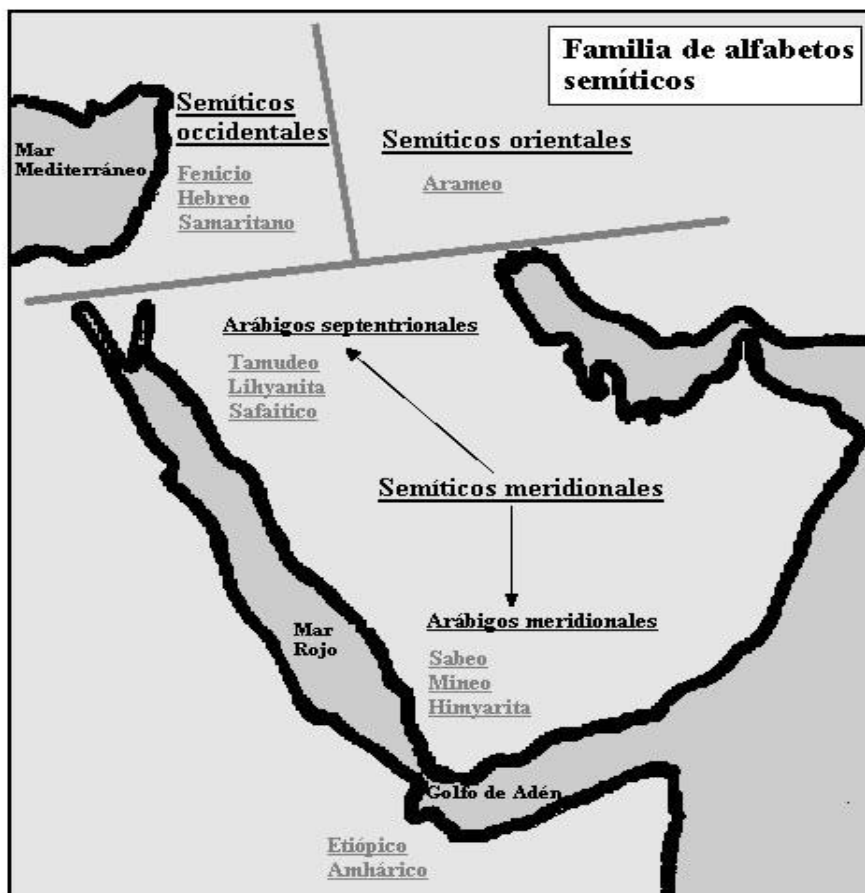 Familia de alfabetos
semíticos
Semíticos
occidentales
Mar
Mediterráneo
Fenicio
Hebreo
Samaritano
Semíticos orientales
Arameo
Arábigos septentrionales
Tamudeo
Lihyanita
Safaitico
Semíticos meridionales
Arábigos meridionales
Mar
Rojo
Sabeo
Mineo
Himyarita
Golfo de Adén
Etiópico
Amhárico